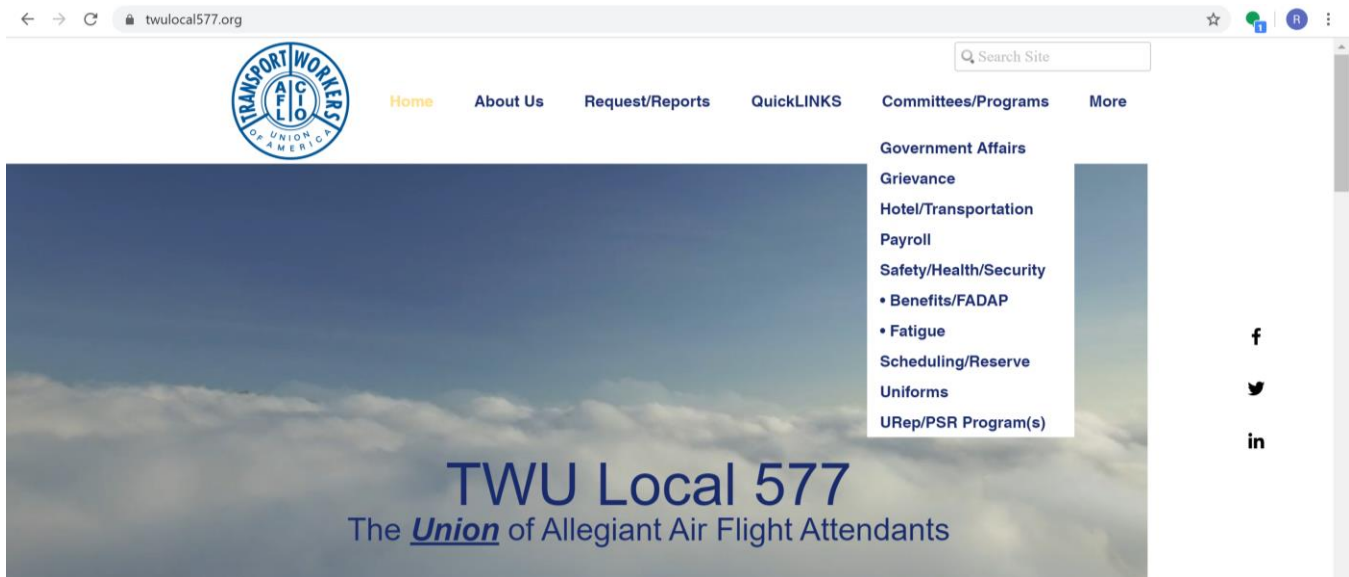 twulocal577.org
1
R
Search Site
TRANSPORT WORKERS
AFL CIO
UNION
OF AMERICA
Home About Us Request/Reports QuickLINKS Committees/Programs More
Government Affairs
Grievance
Hotel/Transportation
Payroll
Safety/Health/Security
• Benefits/FADAP
• Fatigue
Scheduling/Reserve
Uniforms
URep/PSR Program(s)
f
in
TWU Local 577
The Union of Allegiant Air Flight Attendants